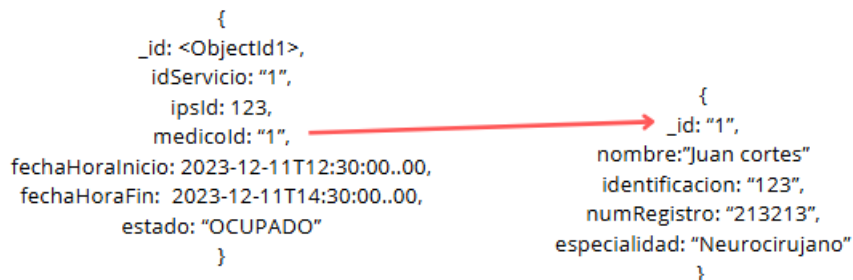 {
_id: <ObjectId1>,
idServicio: “1”,
ipsId: 123,
medicoId: “1”,
fechaHoraInicio: 2023-12-11T12:30:00..00,
fechaHoraFin:  2023-12-11T14:30:00..00,
estado: “OCUPADO”
}
{
_id: “1”,
nombre:”Juan cortes”
identificacion: “123”,
numRegistro: “213213”,
especialidad: “Neurocirujano”
}